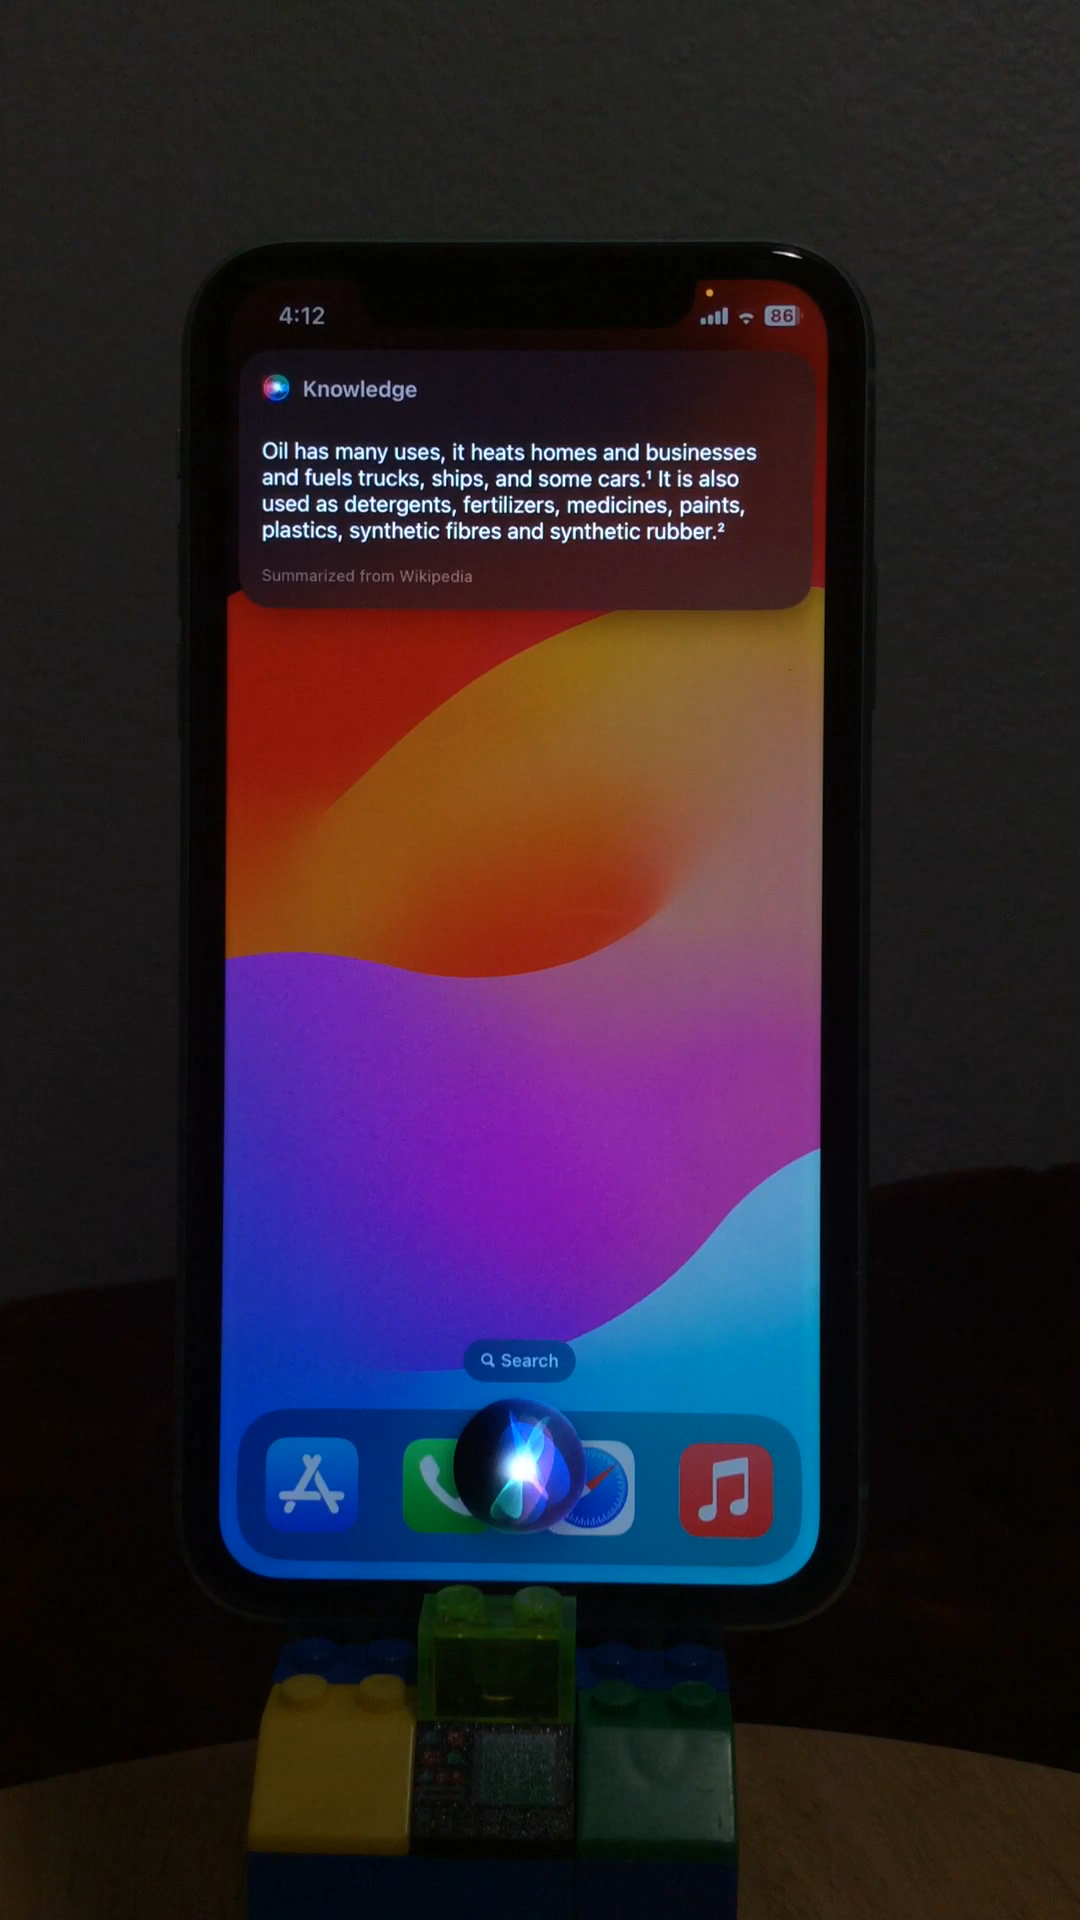 4:12
86
Knowledge
Oil has many uses, it heats homes and businesses
and fuels trucks, ships, and some cars.¹ It is also
used as detergents, fertilizers, medicines, paints,
plastics, synthetic fibres and synthetic rubber.²
Summarized from Wikipedia
Search